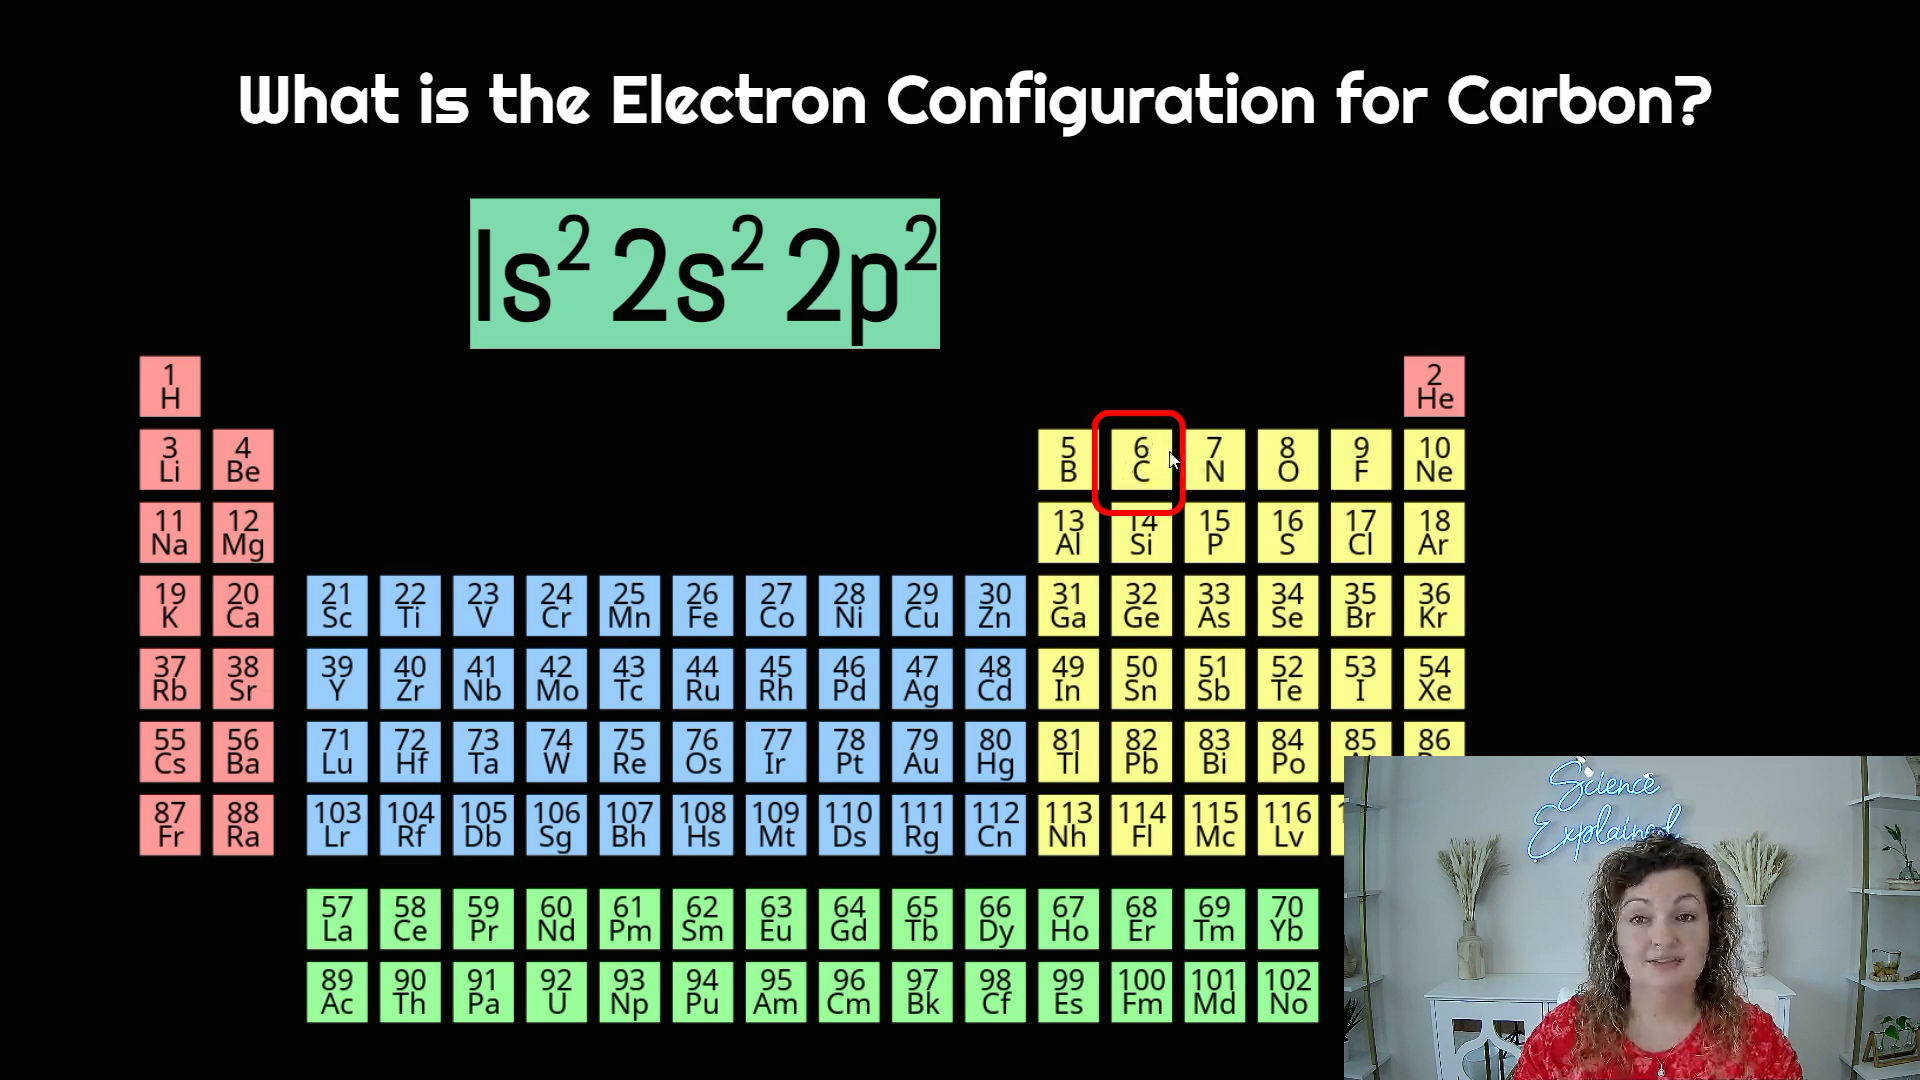 What is the Electron Configuration for Carbon?
1s² 2s² 2p²
1 2
H He
3 4 5 6 7 8 9 10
Li Be B C N O F Ne
11 12 13 14 15 16 17 18
Na Mg Al Si P S Cl Ar
19 20 21 22 23 24 25 26 27 28 29 30 31 32 33 34 35 36
K Ca Sc Ti V Cr Mn Fe Co Ni Cu Zn Ga Ge As Se Br Kr
37 38 39 40 41 42 43 44 45 46 47 48 49 50 51 52 53 54
Rb Sr Y Zr Nb Mo Tc Ru Rh Pd Ag Cd In Sn Sb Te I Xe
55 56 71 72 73 74 75 76 77 78 79 80 81 82 83 84 85 86
Cs Ba Lu Hf Ta W Re Os Ir Pt Au Hg Tl Pb Bi Po
87 88 103 104 105 106 107 108 109 110 111 112 113 114 115 116
Fr Ra Lr Rf Db Sg Bh Hs Mt Ds Rg Cn Nh Fl Mc Lv
57 58 59 60 61 62 63 64 65 66 67 68 69 70
La Ce Pr Nd Pm Sm Eu Gd Tb Dy Ho Er Tm Yb
89 90 91 92 93 94 95 96 97 98 99 100 101 102
Ac Th Pa U Np Pu Am Cm Bk Cf Es Fm Md No
Science
Explained